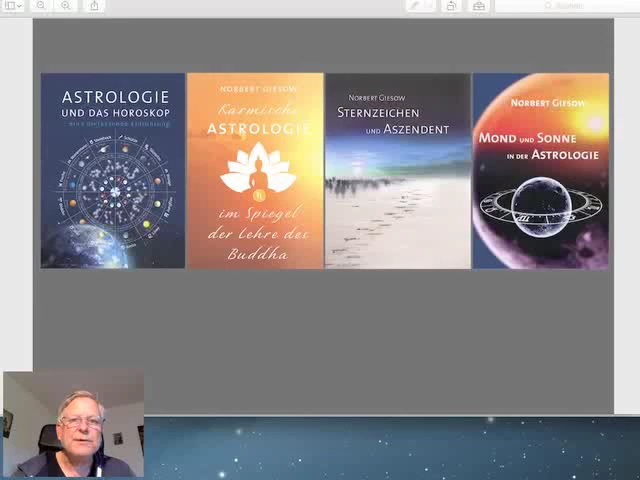 ASTROLOGIE
UND DAS HOROSKOP
NORBERT GIESOW
Karmische
ASTROLOGIE
im Spiegel
der Lehre des
Buddha
NORBERT GIESOW
STERNZEICHEN
UND ASZENDENT
NORBERT GIESOW
MOND UND SONNE
IN DER ASTROLOGIE